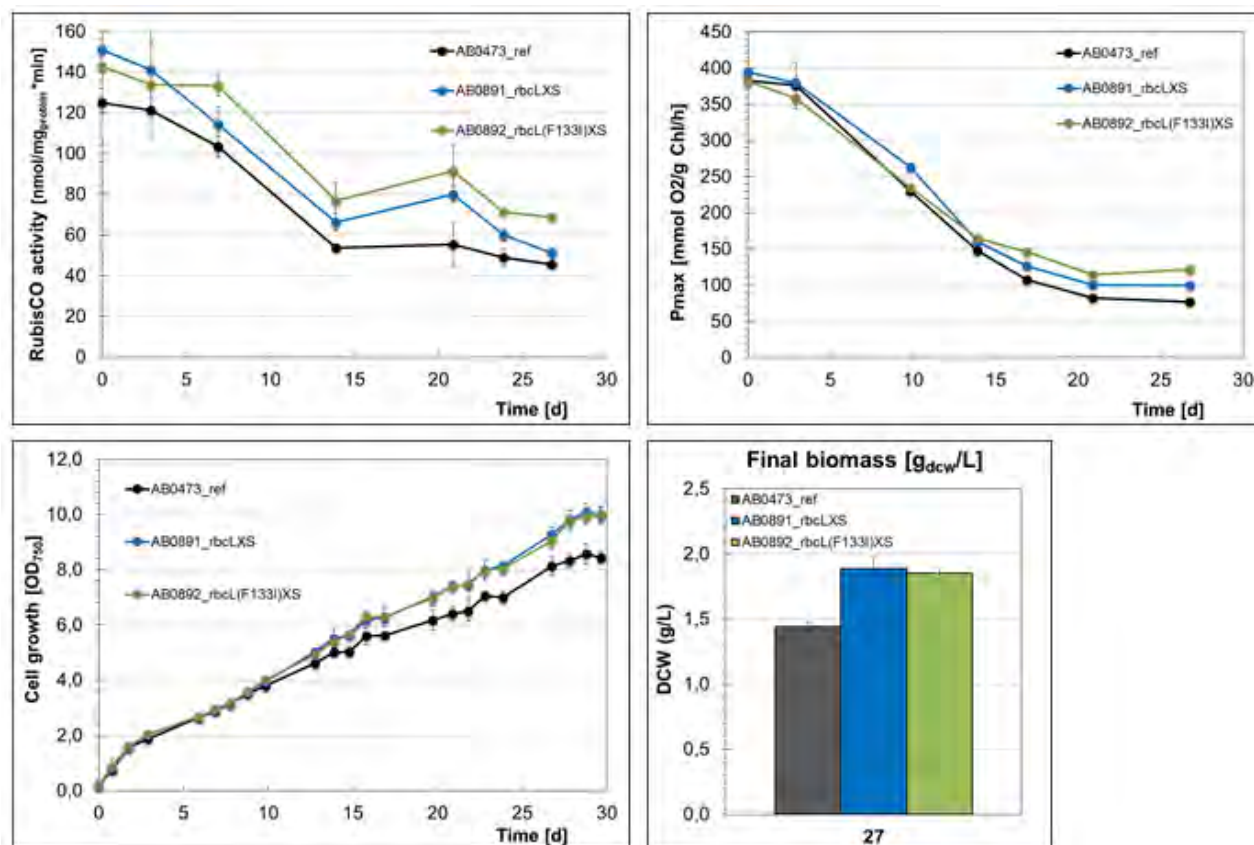 RubisCO activity [nmol/mg_protein *min]
160
140
120
100
80
60
40
20
0
AB0473_ref
AB0891_rbcLXS
AB0892_rbcL(F133I)XS
0 5 10 15 20 25 30
Time [d]
Pmax [mmol O2/g Chl/h]
450
400
350
300
250
200
150
100
50
0
AB0473_ref
AB0891_rbcLXS
AB0892_rbcL(F133I)XS
0 5 10 15 20 25 30
Time [d]
Cell growth [OD750]
12,0
10,0
8,0
6,0
4,0
2,0
0,0
AB0473_ref
AB0891_rbcLXS
AB0892_rbcL(F133I)XS
0 5 10 15 20 25 30
Time [d]
Final biomass [gdcw/L]
DCW (g/L)
2,5
2,0
1,5
1,0
0,5
0,0
AB0473_ref
AB0891_rbcLXS
AB0892_rbcL(F133I)XS
27